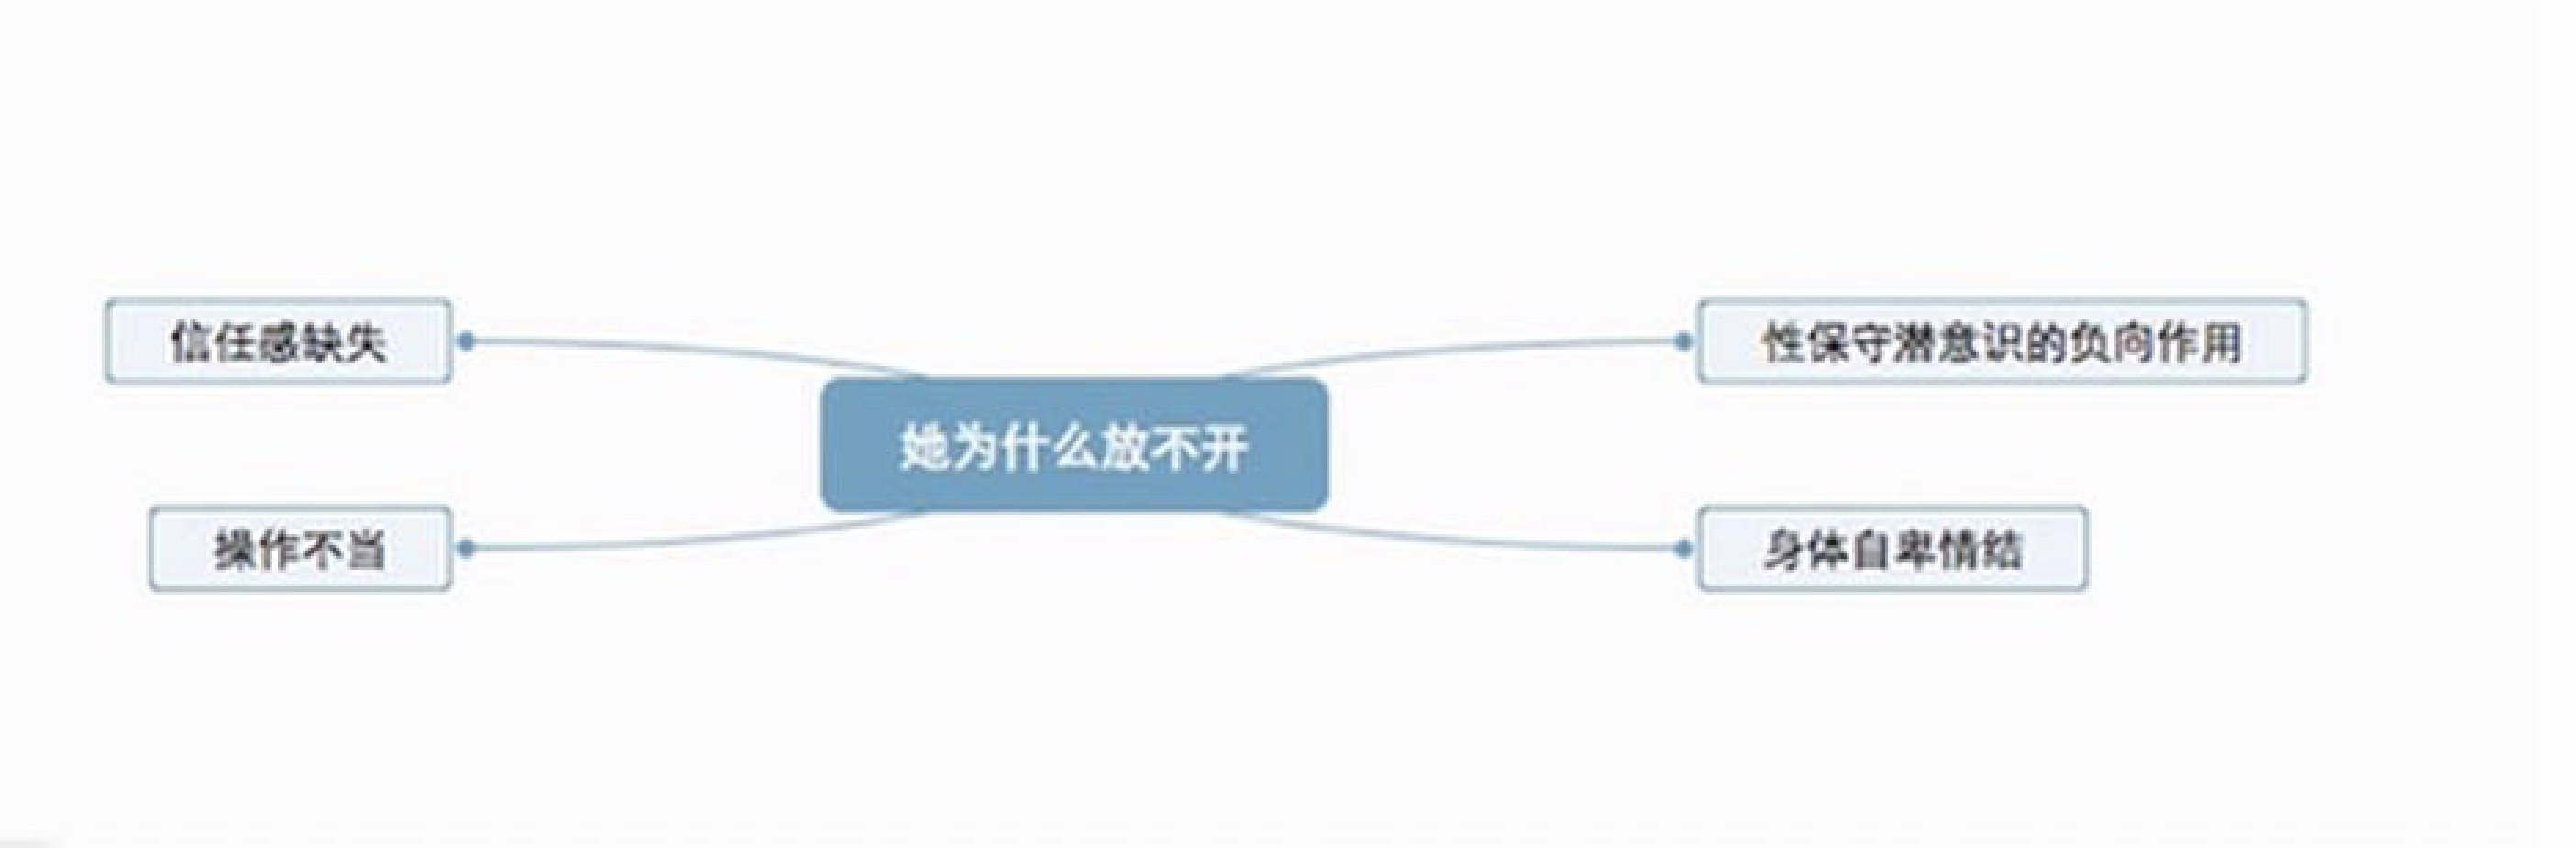 信任感缺失
性保守潜意识的负向作用
她为什么放不开
操作不当
身体自卑情结